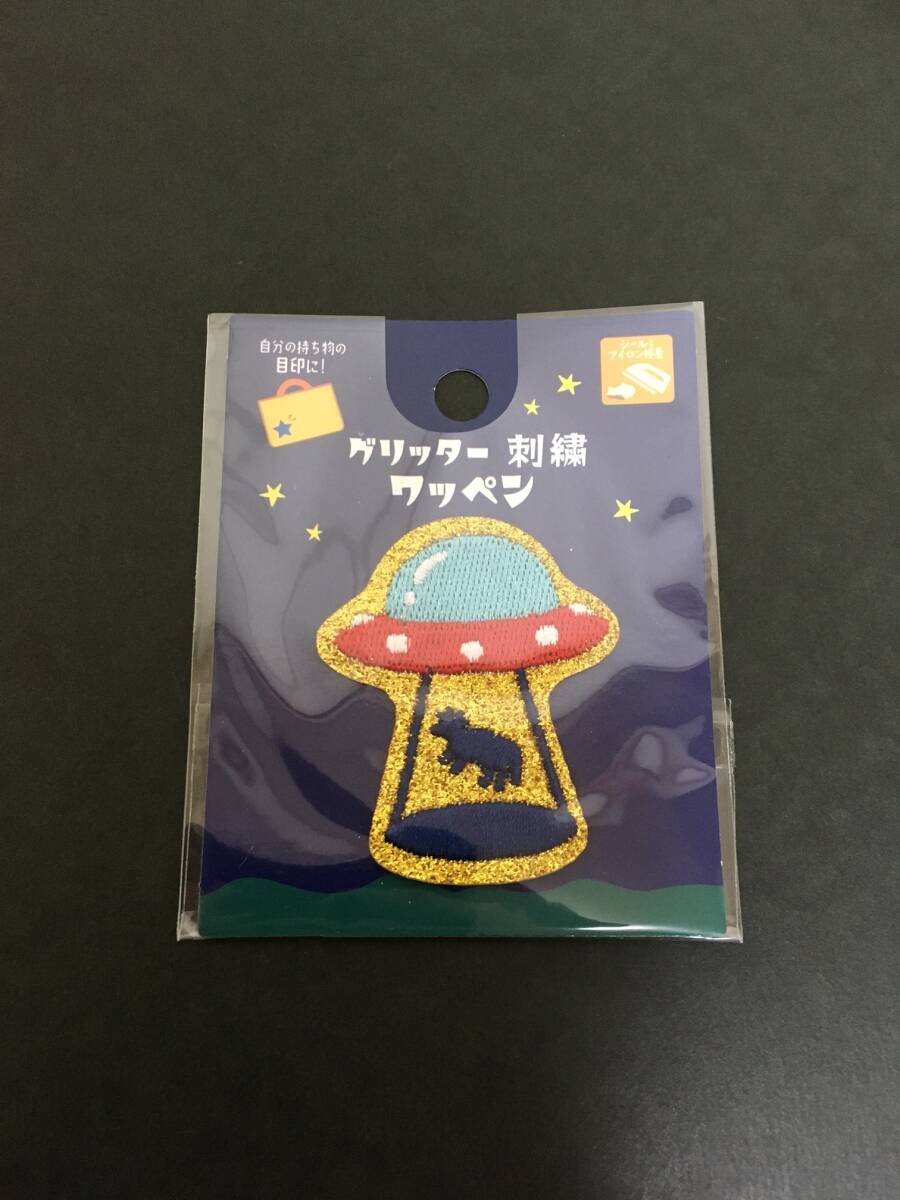 自分の持ち物の
目印に!
シール&
アイロン接着
グリッター 刺繍
ワッペン